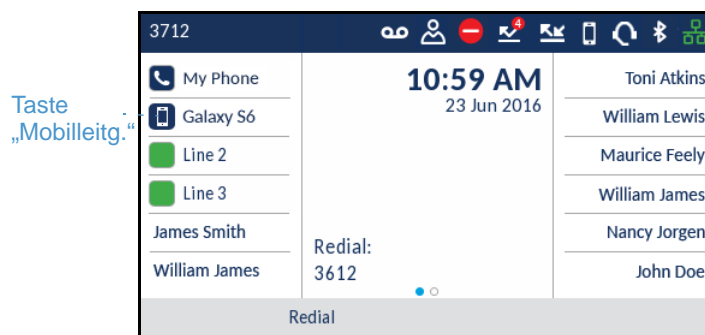 3712
4
Taste
„Mobilleitg.“
My Phone
Galaxy S6
Line 2
Line 3
James Smith
William James
10:59 AM
23 Jun 2016
Redial:
3612
Toni Atkins
William Lewis
Maurice Feely
William James
Nancy Jorgen
John Doe
Redial